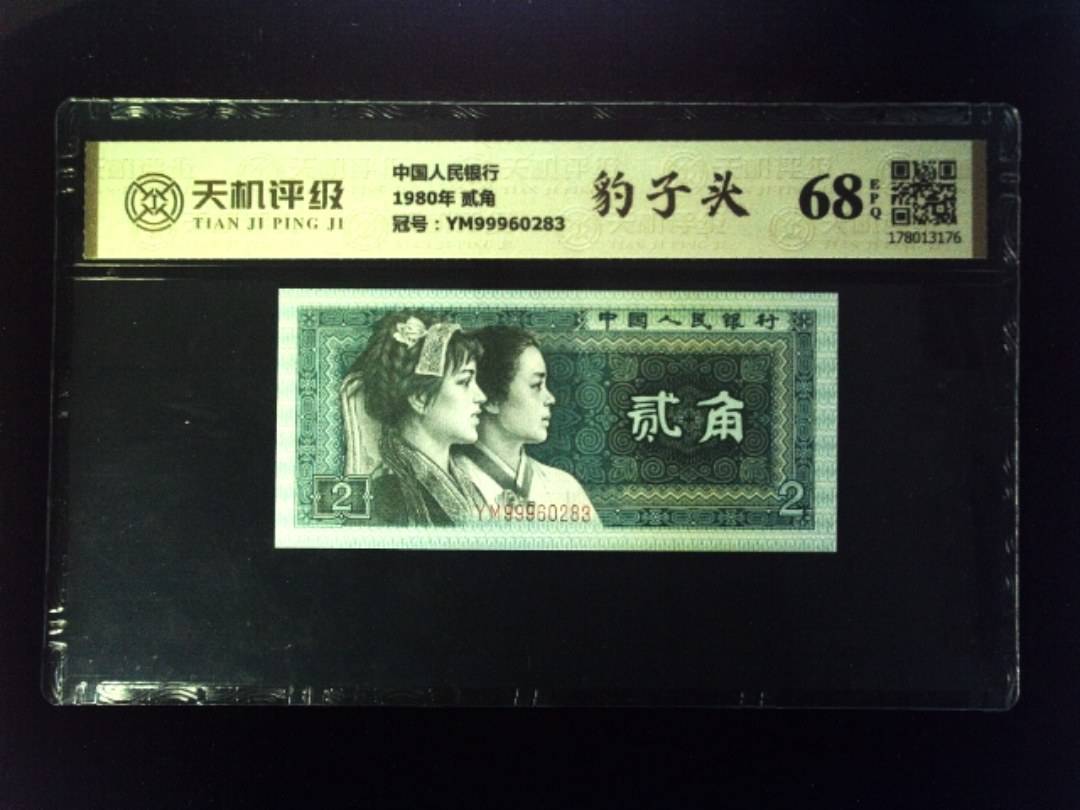 天机评级
TIAN JI PING JI
中国人民银行
1980年 贰角
冠号：YM99960283
豹子头
68
EPQ
178013176
中国人民银行
贰角
2
2
YM99960283